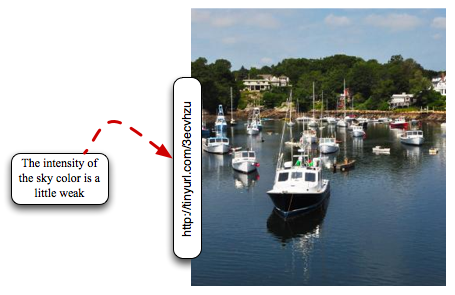 The intensity of
the sky color is a
little weak
http://tinyurl.com/3ecvhzu